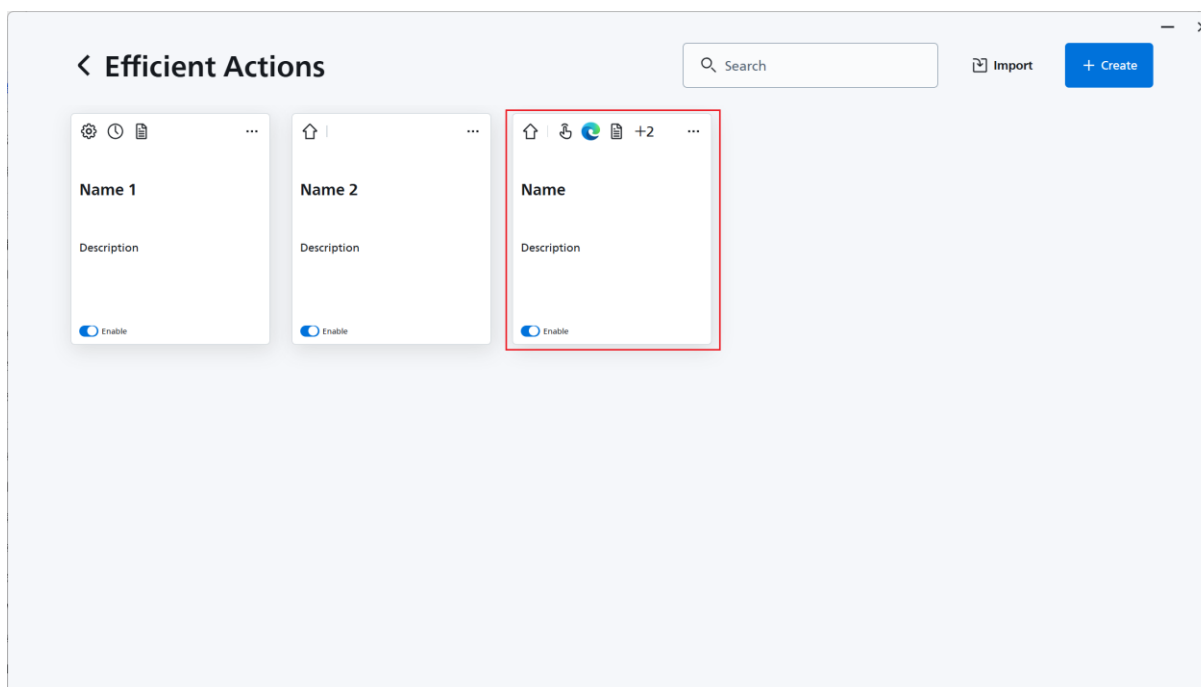 Efficient Actions
Search
Import
+ Create
+2
Name 1
Name 2
Name
Description
Description
Description
Enable
Enable
Enable